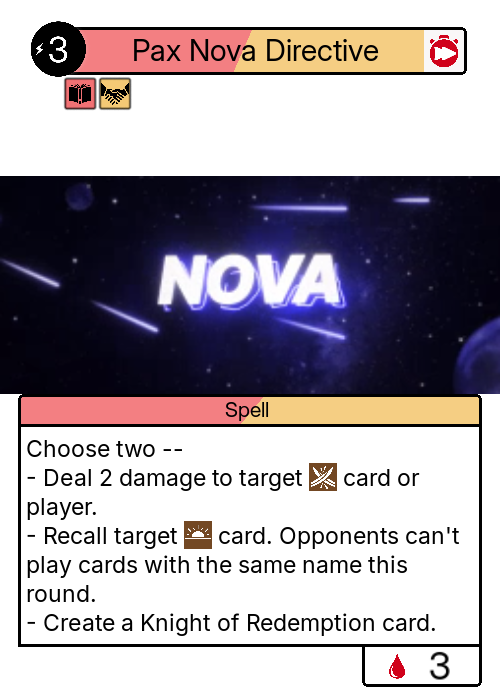 3
Pax Nova Directive
NOVA
Spell
Choose two --
- Deal 2 damage to target card or
player.
- Recall target card. Opponents can't
play cards with the same name this
round.
- Create a Knight of Redemption card.
3